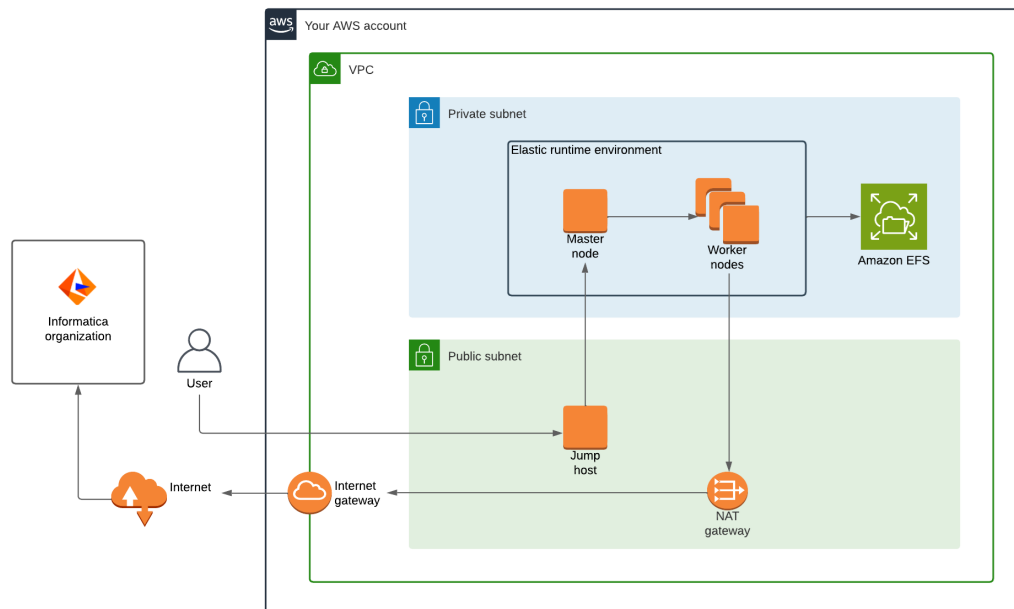 aws
Your AWS account
VPC
Private subnet
Elastic runtime environment
Master
node
Worker
nodes
Amazon EFS
Informatica
organization
User
Public subnet
Jump
host
Internet
Internet
gateway
NAT
gateway